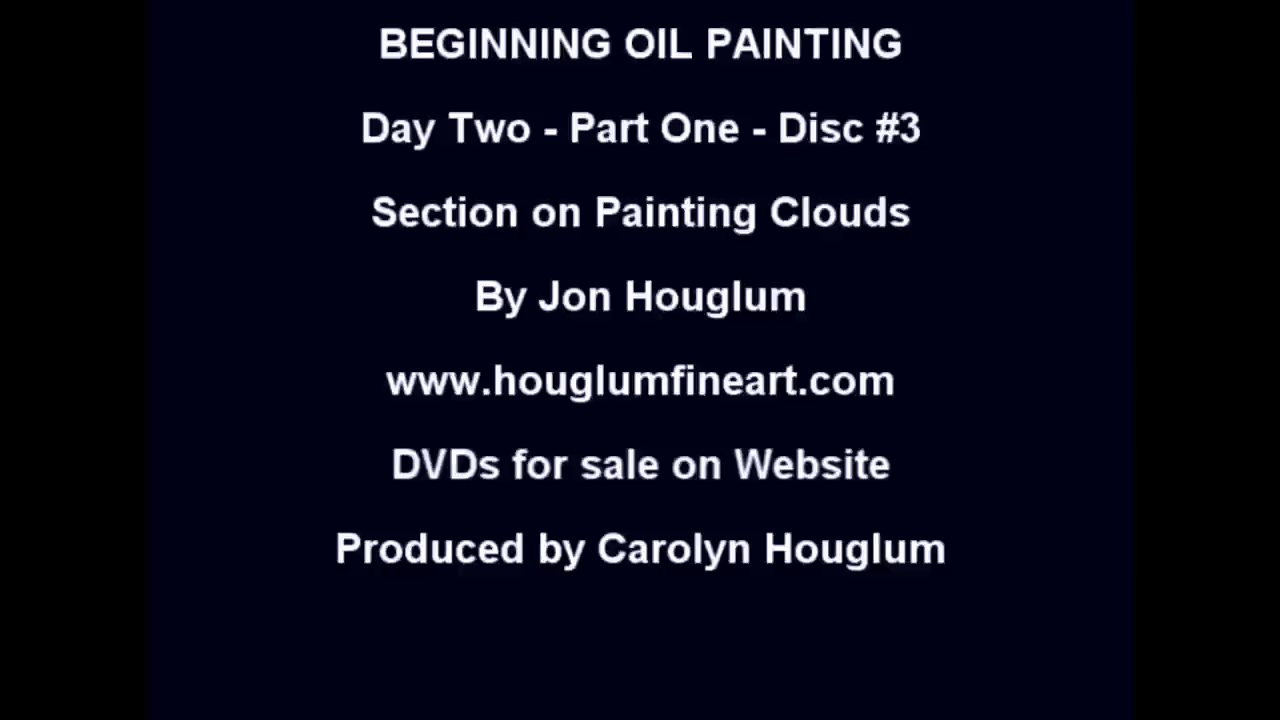 BEGINNING OIL PAINTING
Day Two - Part One - Disc #3
Section on Painting Clouds
By Jon Houglum
www.houglumfineart.com
DVDs for sale on Website
Produced by Carolyn Houglum